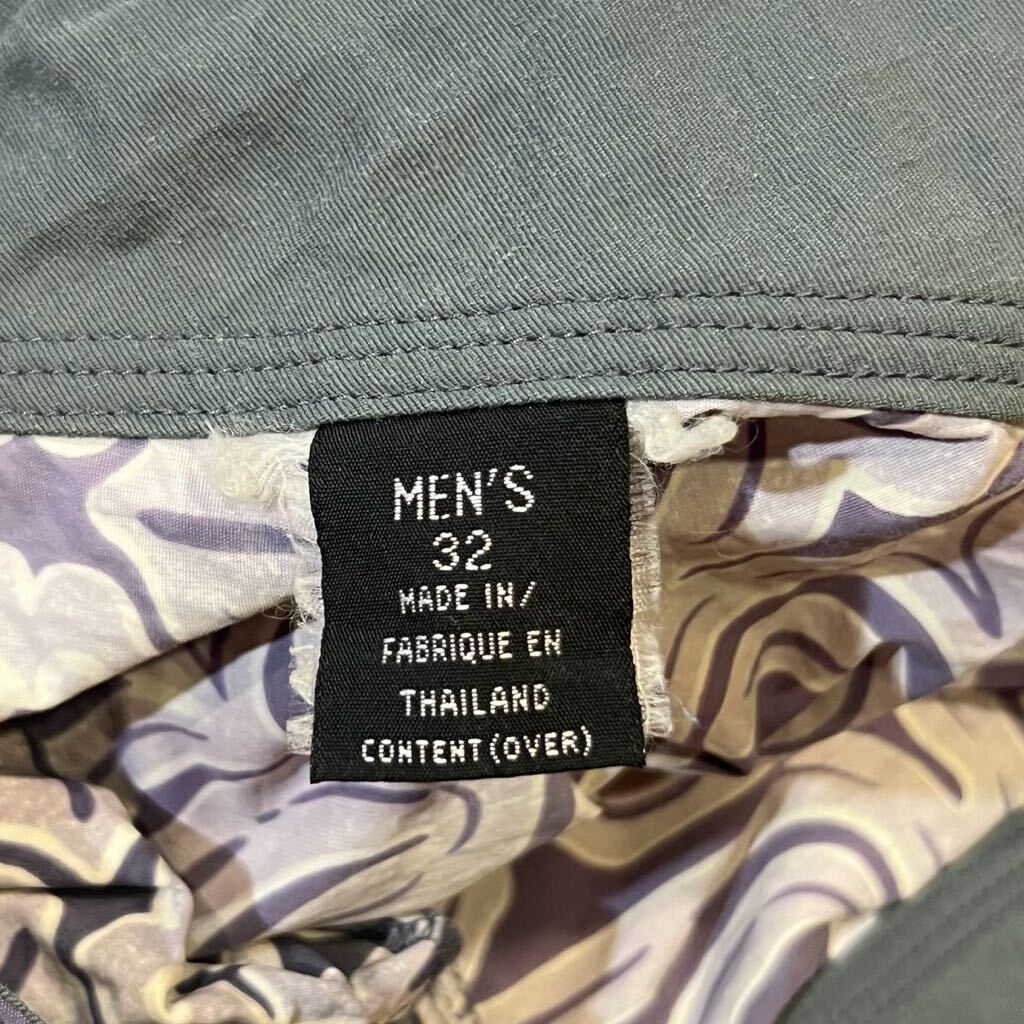 MEN'S
32
MADE IN/
FABRIQUE EN
THAILAND
CONTENT (OVER)